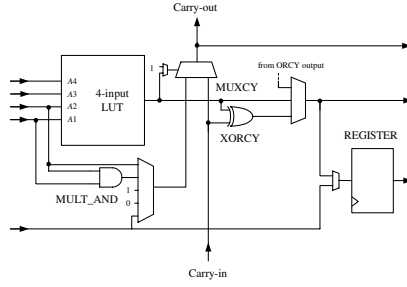 Carry-out
from ORCY output
1
A4
A3
A2
A1
4-input
LUT
MUXCY
XORCY
REGISTER
MULT_AND
1
0
Carry-in